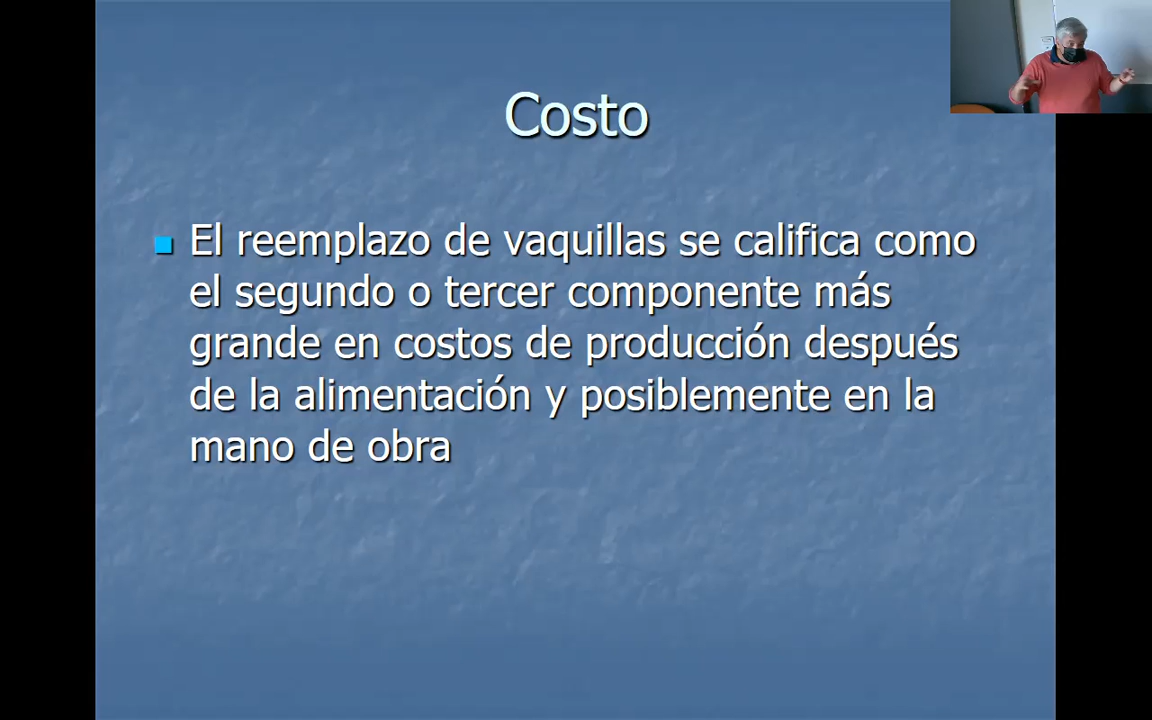 Costo
El reemplazo de vaquillas se califica como
el segundo o tercer componente más
grande en costos de producción después
de la alimentación y posiblemente en la
mano de obra